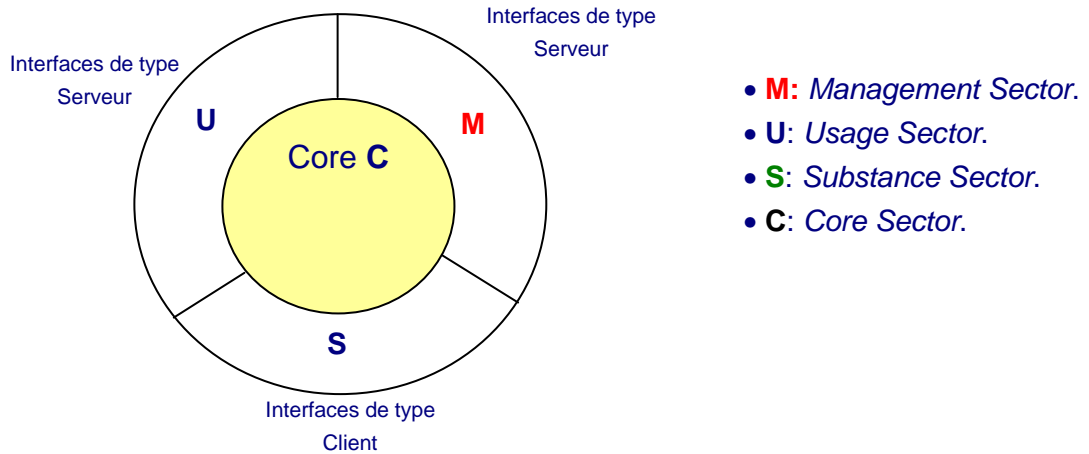 Interfaces de type
Serveur
Interfaces de type
Serveur
U
M
Core C
S
Interfaces de type
Client
• M: Management Sector.
• U: Usage Sector.
• S: Substance Sector.
• C: Core Sector.